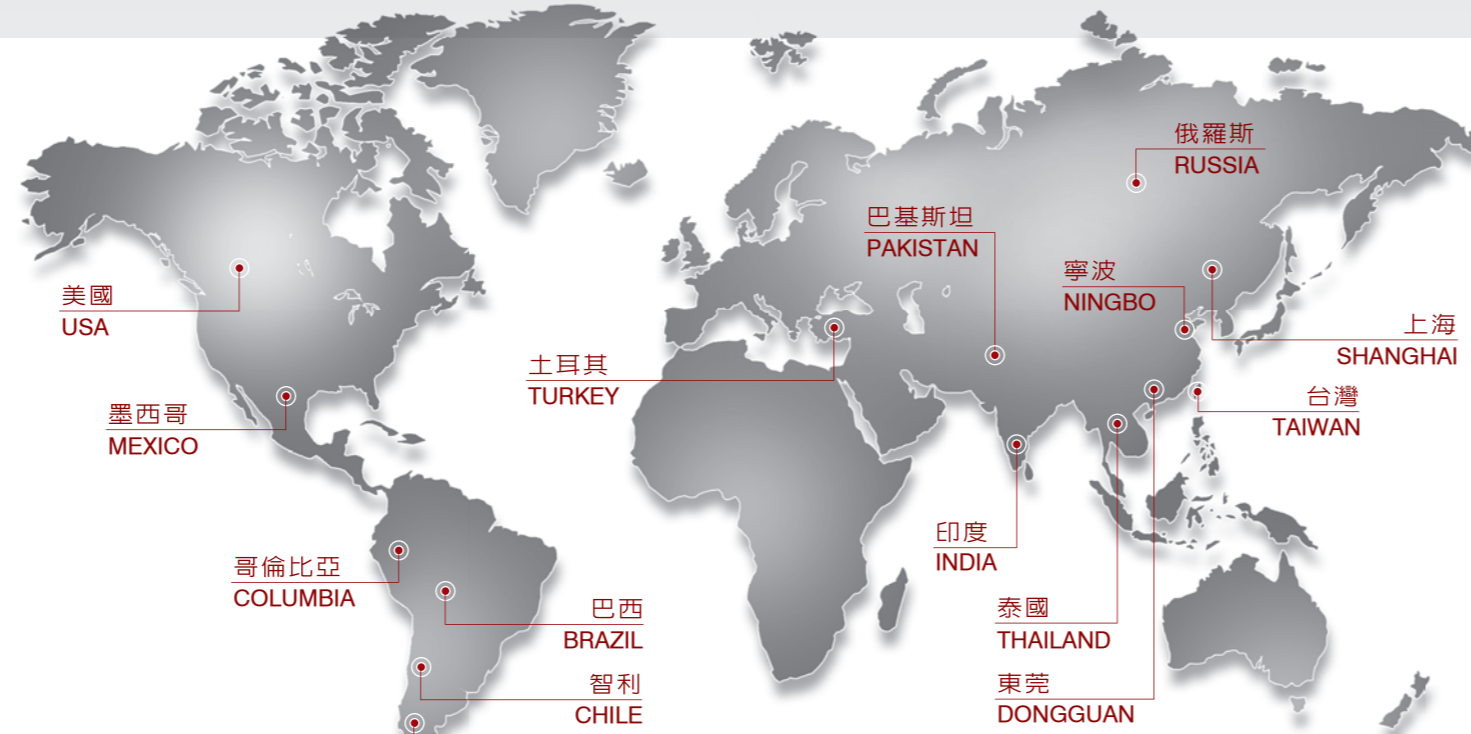 俄羅斯
RUSSIA
巴基斯坦
PAKISTAN
寧波
NINGBO
美國
USA
上海
SHANGHAI
土耳其
TURKEY
台灣
TAIWAN
墨西哥
MEXICO
印度
INDIA
哥倫比亞
COLUMBIA
巴西
BRAZIL
泰國
THAILAND
智利
CHILE
東莞
DONGGUAN